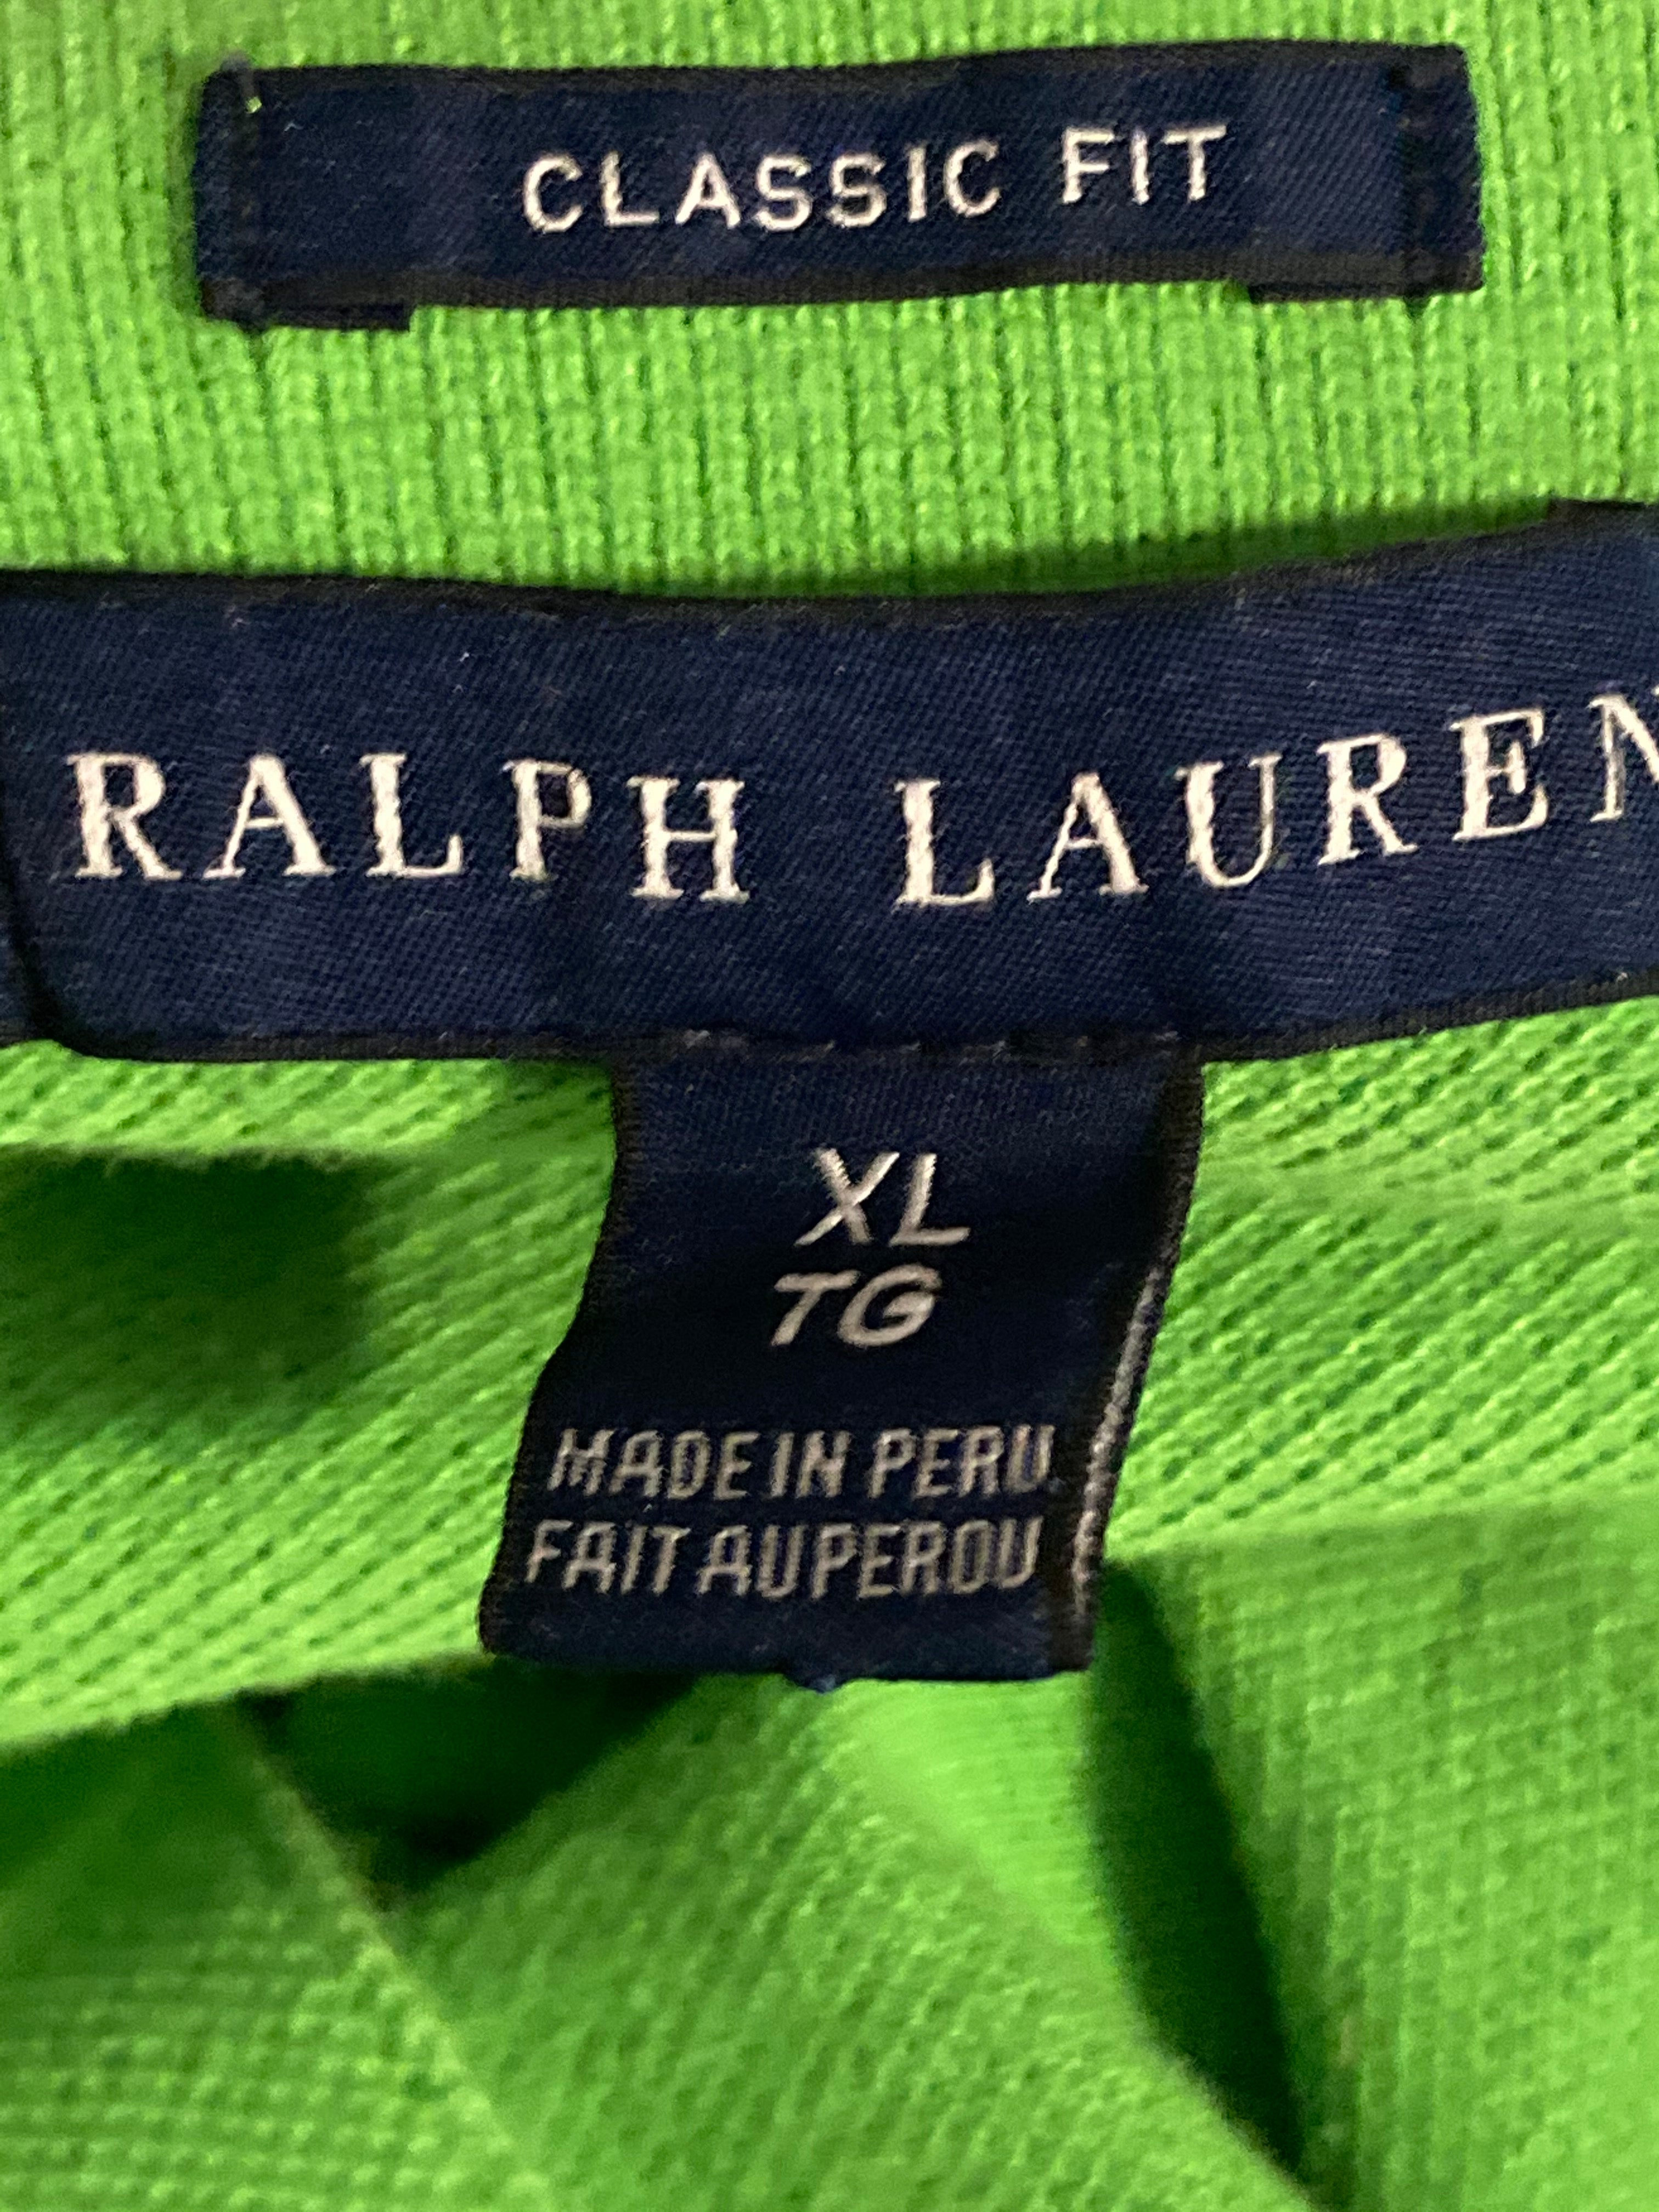 CLASSIC FIT
RALPH LAUREN
XL
TG
MADE IN PERU
FAIT AU PEROU